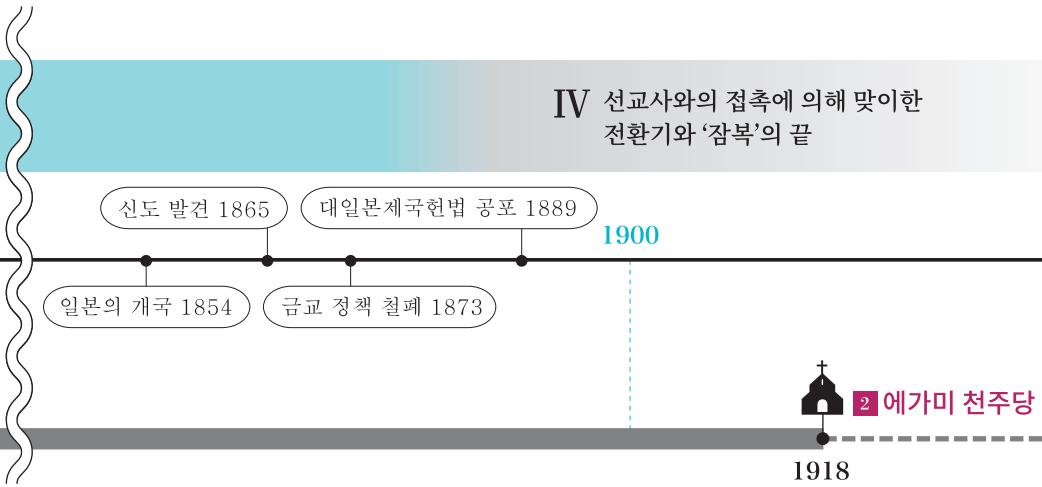 IV 선교사와의 접촉에 의해 맞이한
전환기와 ‘잠복’의 끝
신도 발견 1865
대일본제국헌법 공포 1889
1900
일본의 개국 1854
금교 정책 철폐 1873
2 에가미 천주당
1918